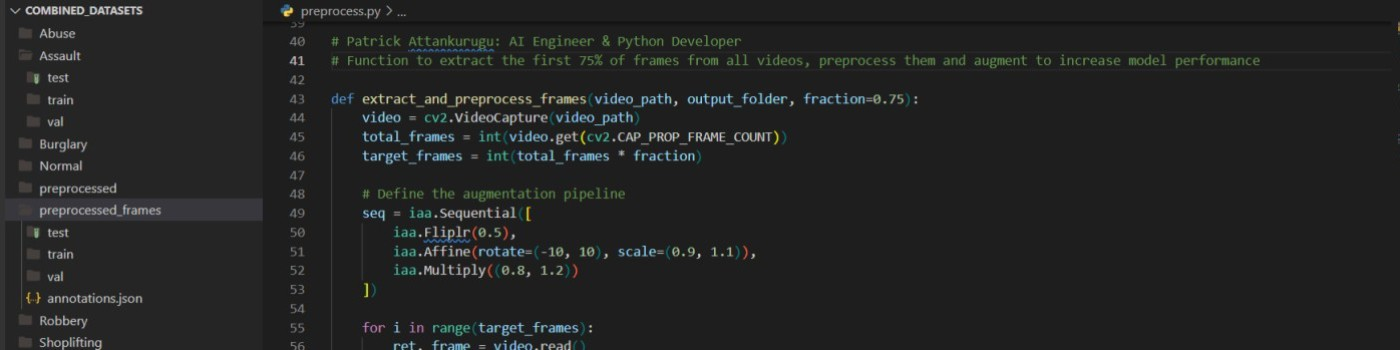 COMBINED_DATASETS
Abuse
Assault
test
train
val
Burglary
Normal
preprocessed
preprocessed_frames
test
train
val
{..} annotations.json
Robbery
Shoplifting
preprocess.py > ...
39
40 # Patrick Attankurugu: AI Engineer & Python Developer
41 # Function to extract the first 75% of frames from all videos, preprocess them and augment to increase model performance
42
43 def extract_and_preprocess_frames(video_path, output_folder, fraction=0.75):
44 video = cv2.VideoCapture(video_path)
45 total_frames = int(video.get(cv2.CAP_PROP_FRAME_COUNT))
46 target_frames = int(total_frames * fraction)
47
48 # Define the augmentation pipeline
49 seq = iaa.Sequential([
50 iaa.Fliplr(0.5),
51 iaa.Affine(rotate=(-10, 10), scale=(0.9, 1.1)),
52 iaa.Multiply((0.8, 1.2))
53 ])
54
55 for i in range(target_frames):
56 ret, frame = video.read()